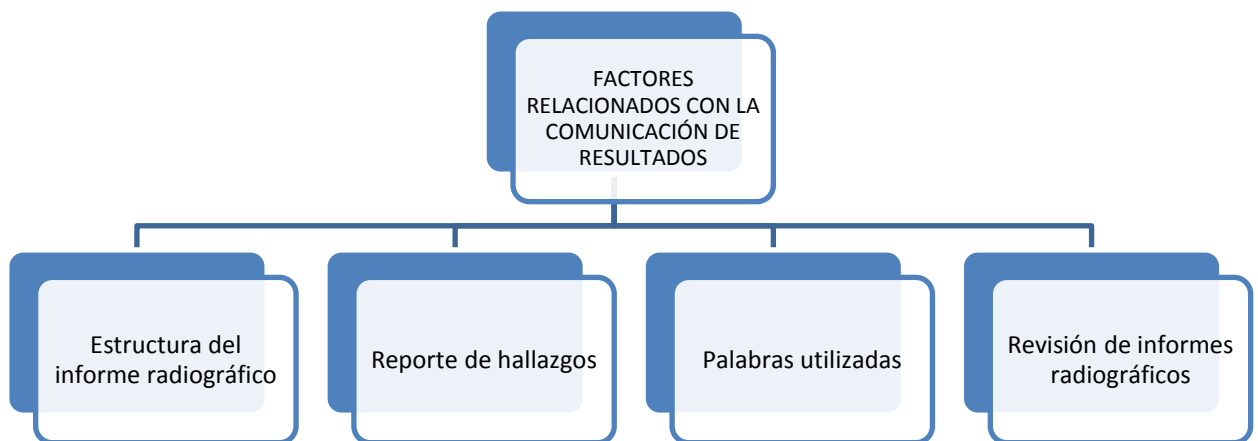 FACTORES
RELACIONADOS CON LA
COMUNICACIÓN DE
RESULTADOS
Estructura del
informe radiográfico
Reporte de hallazgos
Palabras utilizadas
Revisión de informes
radiográficos